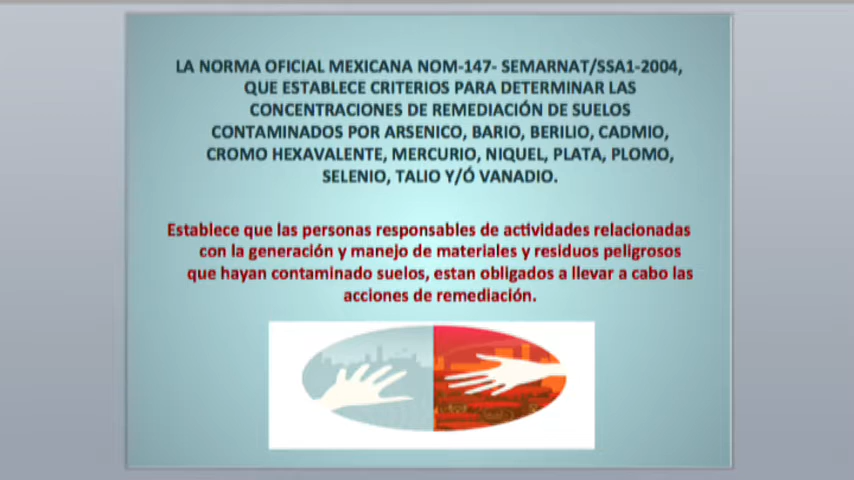 LA NORMA OFICIAL MEXICANA NOM-147- SEMARNAT/SSA1-2004,
QUE ESTABLECE CRITERIOS PARA DETERMINAR LAS
CONCENTRACIONES DE REMEDIACIÓN DE SUELOS
CONTAMINADOS POR ARSENICO, BARIO, BERILIO, CADMIO,
CROMO HEXAVALENTE, MERCURIO, NIQUEL, PLATA, PLOMO,
SELENIO, TALIO Y/Ó VANADIO.
Establece que las personas responsables de actividades relacionadas
con la generación y manejo de materiales y residuos peligrosos
que hayan contaminado suelos, estan obligados a llevar a cabo las
acciones de remediación.